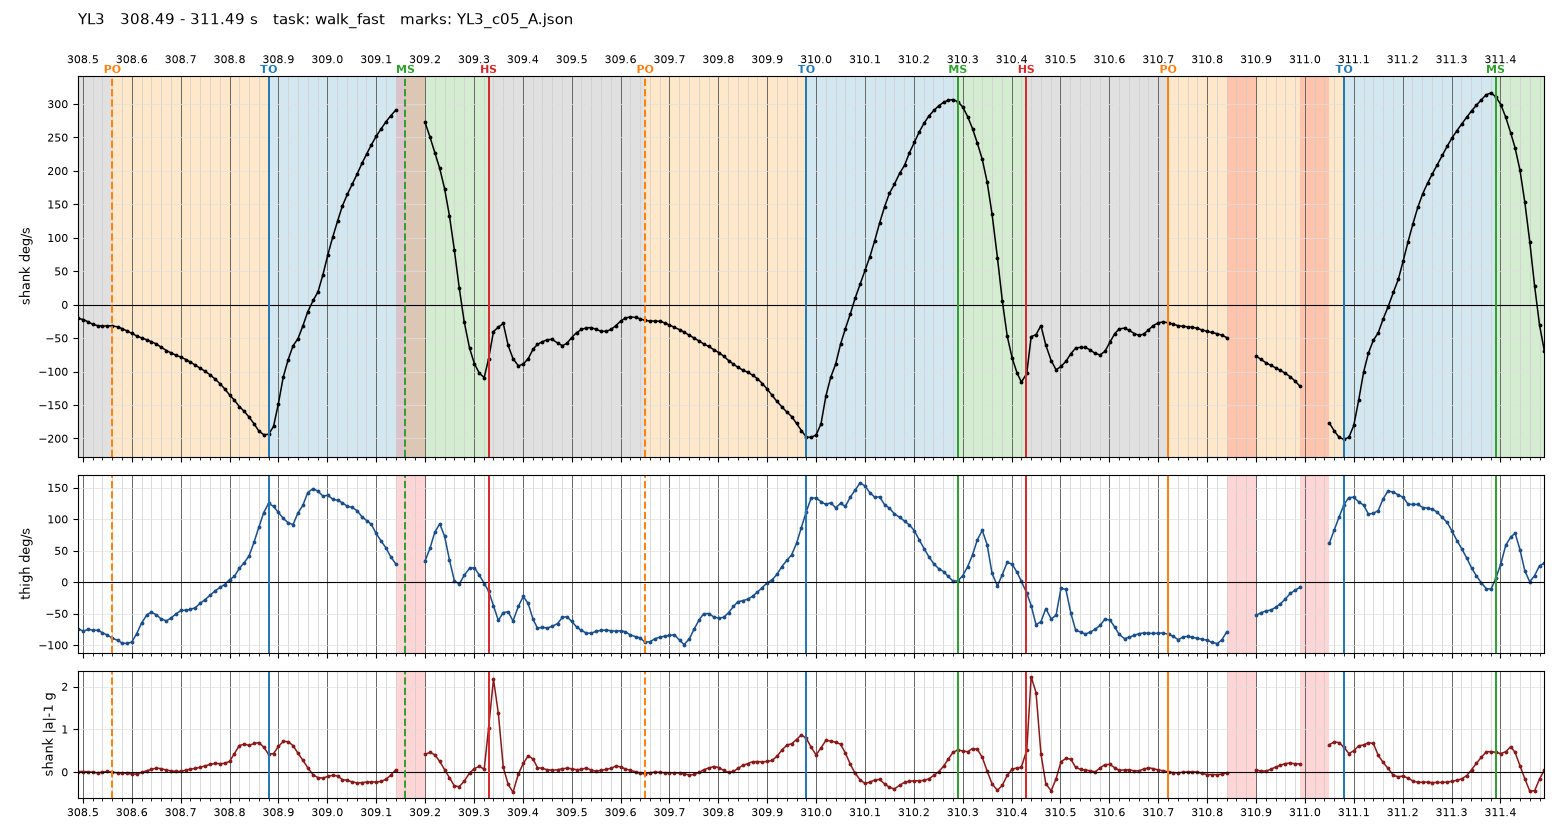 YL3 308.49 - 311.49 s task: walk_fast marks: YL3_c05_A.json
308.5 308.6 308.7 308.8 308.9 309.0 309.1 309.2 309.3 309.4 309.5 309.6 309.7 309.8 309.9 310.0 310.1 310.2 310.3 310.4 310.5 310.6 310.7 310.8 310.9 311.0 311.1 311.2 311.3 311.4
PO TO MS HS PO TO MS HS PO TO MS
shank deg/s
300
250
200
150
100
50
0
−50
−100
−150
−200
thigh deg/s
150
100
50
0
−50
−100
shank |a|-1 g
2
1
0
308.5 308.6 308.7 308.8 308.9 309.0 309.1 309.2 309.3 309.4 309.5 309.6 309.7 309.8 309.9 310.0 310.1 310.2 310.3 310.4 310.5 310.6 310.7 310.8 310.9 311.0 311.1 311.2 311.3 311.4